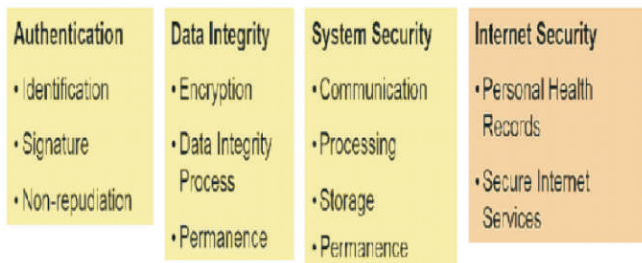 Authentication
• Identification
• Signature
• Non-repudiation
Data Integrity
• Encryption
• Data Integrity
Process
• Permanence
System Security
• Communication
• Processing
• Storage
• Permanence
Internet Security
• Personal Health
Records
• Secure Internet
Services